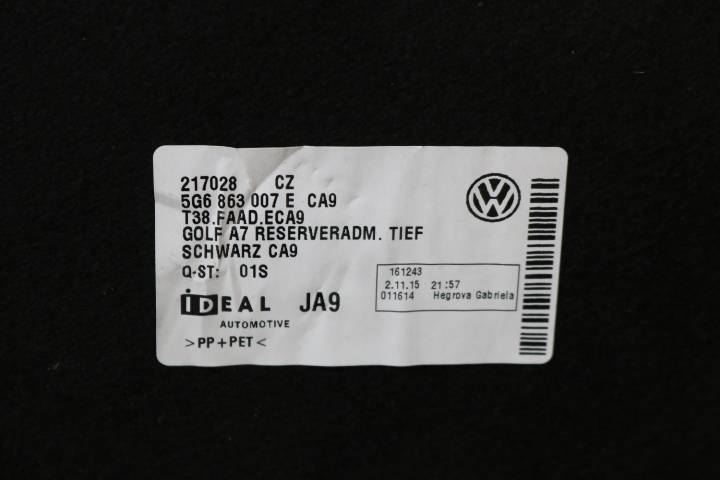 217028 CZ
5G6 863 007 E CA9
T38.FAAD.ECA9
GOLF A7 RESERVERADM. TIEF
SCHWARZ CA9
Q-ST: 01S
161243
2.11.15 21:57
011614 Hegrova Gabriela
iDEAL JA9
AUTOMOTIVE
>PP+PET<